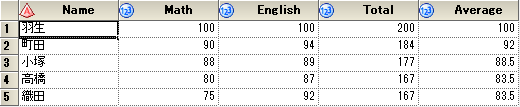 Name Math English Total Average
1 羽生 100 100 200 100
2 町田 90 94 184 92
3 小塚 88 89 177 88.5
4 高橋 80 87 167 83.5
5 織田 75 92 167 83.5